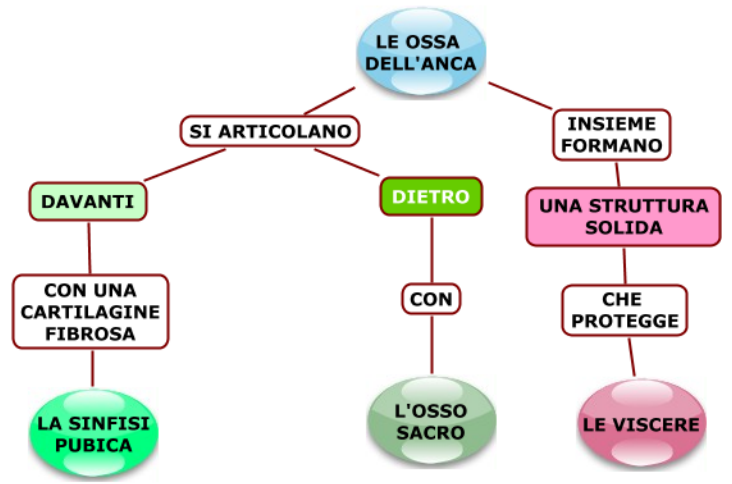 LE OSSA
DELL'ANCA
SI ARTICOLANO
INSIEME
FORMANO
DAVANTI
DIETRO
UNA STRUTTURA
SOLIDA
CON UNA
CARTILAGINE
FIBROSA
CON
CHE
PROTEGGE
LA SINFISI
PUBICA
L'OSSO
SACRO
LE VISCERE